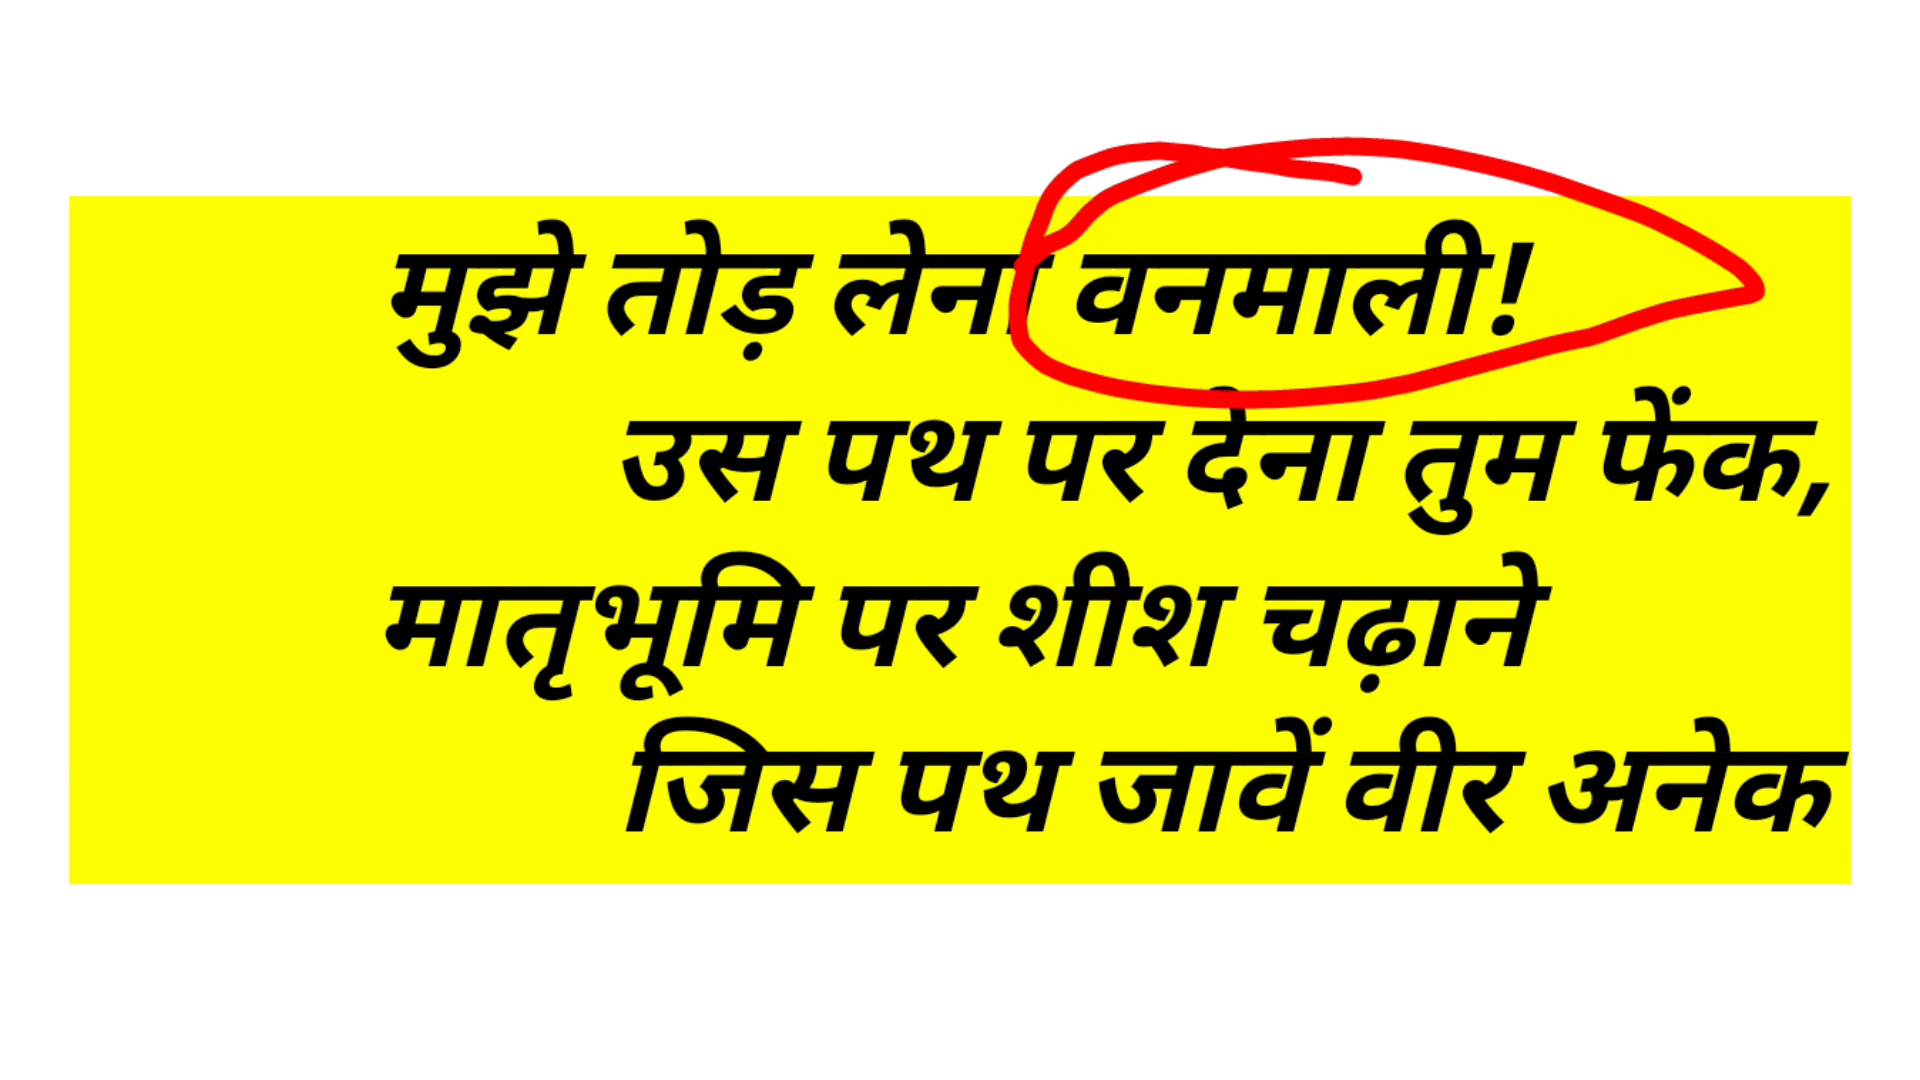 मुझे तोड़ लेना वनमाली!
उस पथ पर देना तुम फेंक,
मातृभूमि पर शीश चढ़ाने
जिस पथ जावें वीर अनेक